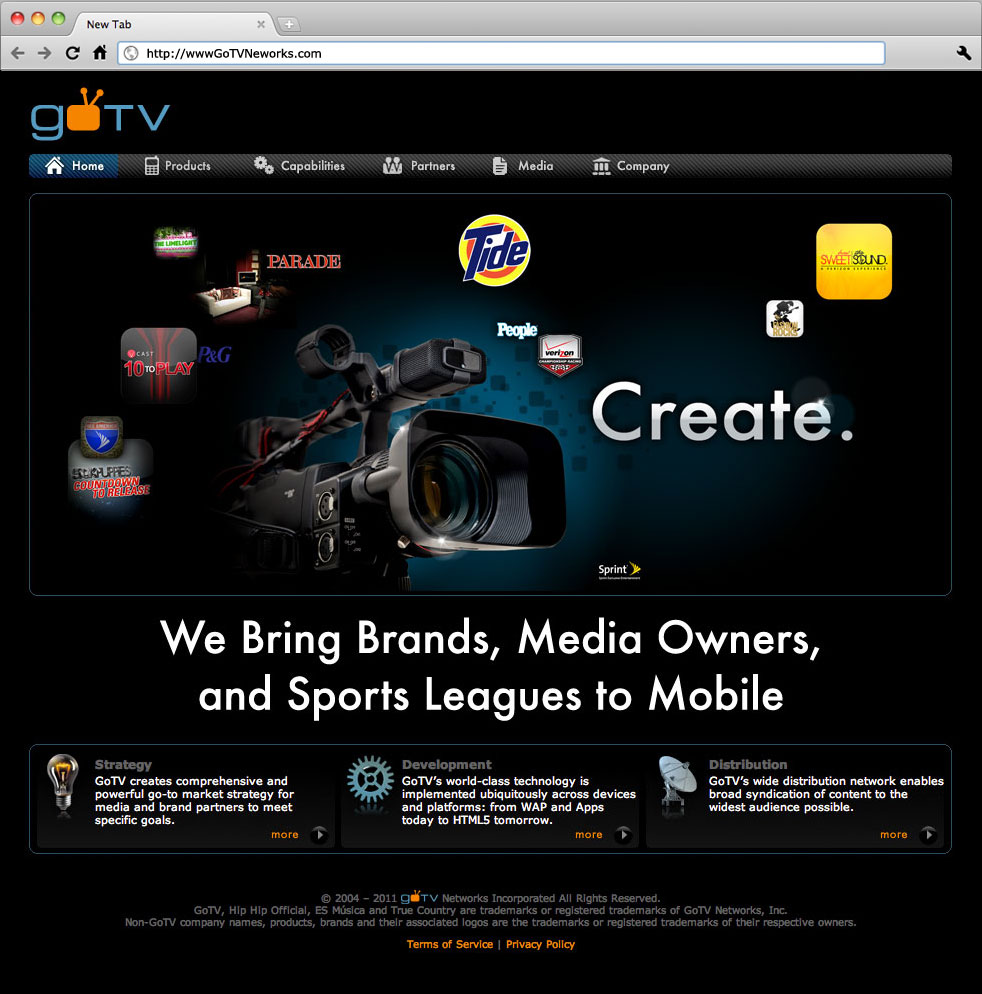 New Tab
http://wwwGoTVNeworks.com
goTV
Home
Products
Capabilities
Partners
Media
Company
THE LIMELIGHT
PARADE
Tide
SWEET SOUND
A VERIZON EXPERIENCE
People
verizon
CHAMPIONSHIP RACING
ROCKS
CAST
10 TO PLAY
P&G
Create.
COUNTDOWN
TO RELEASE
Sprint
We Bring Brands, Media Owners,
and Sports Leagues to Mobile
Strategy
GoTV creates comprehensive and
powerful go-to market strategy for
media and brand partners to meet
specific goals.
more
Development
GoTV’s world-class technology is
implemented ubiquitously across devices
and platforms: from WAP and Apps
today to HTML5 tomorrow.
more
Distribution
GoTV’s wide distribution network enables
broad syndication of content to the
widest audience possible.
more
© 2004 – 2011 goTV Networks Incorporated All Rights Reserved.
GoTV, Hip Hip Official, ES Música and True Country are trademarks or registered trademarks of GoTV Networks, Inc.
Non-GoTV company names, products, brands and their associated logos are the trademarks or registered trademarks of their respective owners.
Terms of Service | Privacy Policy